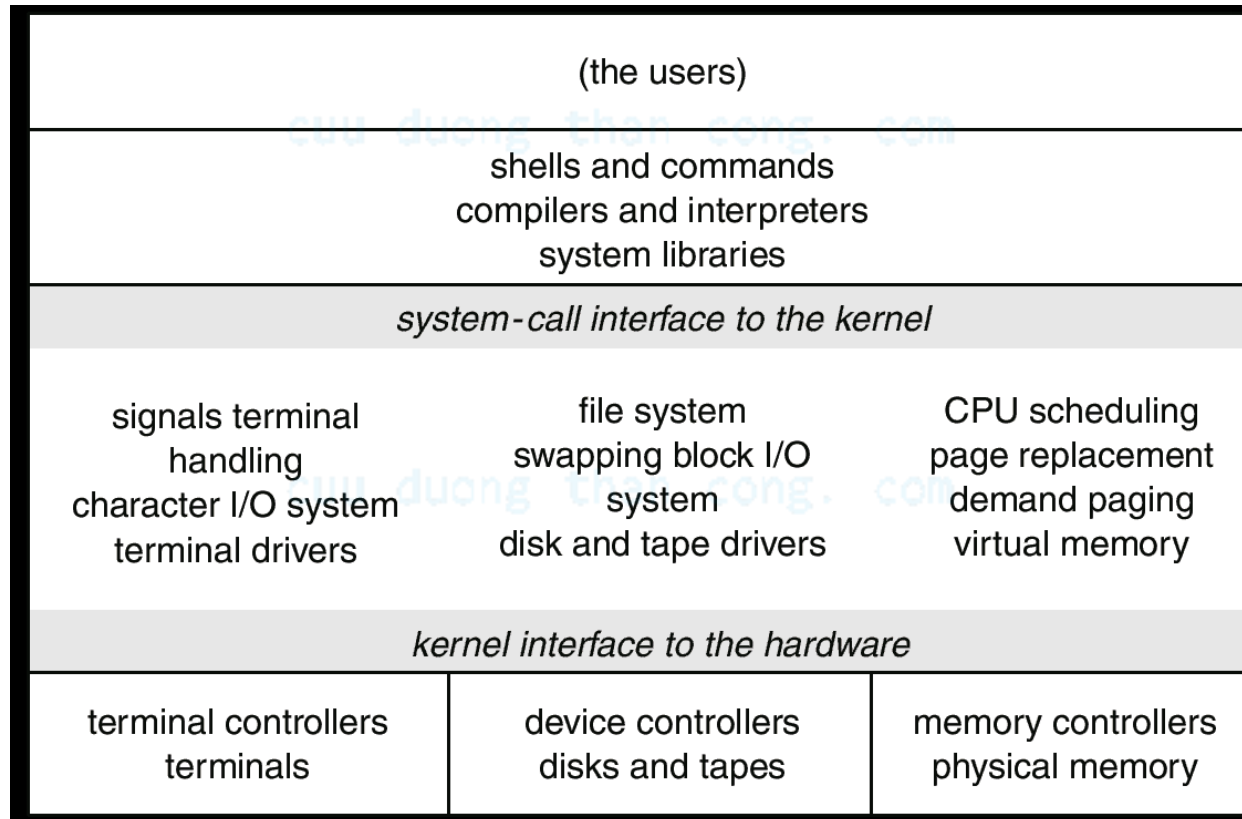 (the users)
cuu duong than cong. com
shells and commands
compilers and interpreters
system libraries
system-call interface to the kernel
signals terminal
handling
character I/O system
terminal drivers
file system
swapping block I/O
system
disk and tape drivers
CPU scheduling
page replacement
demand paging
virtual memory
cuu duong than cong. com
kernel interface to the hardware
terminal controllers
terminals
device controllers
disks and tapes
memory controllers
physical memory